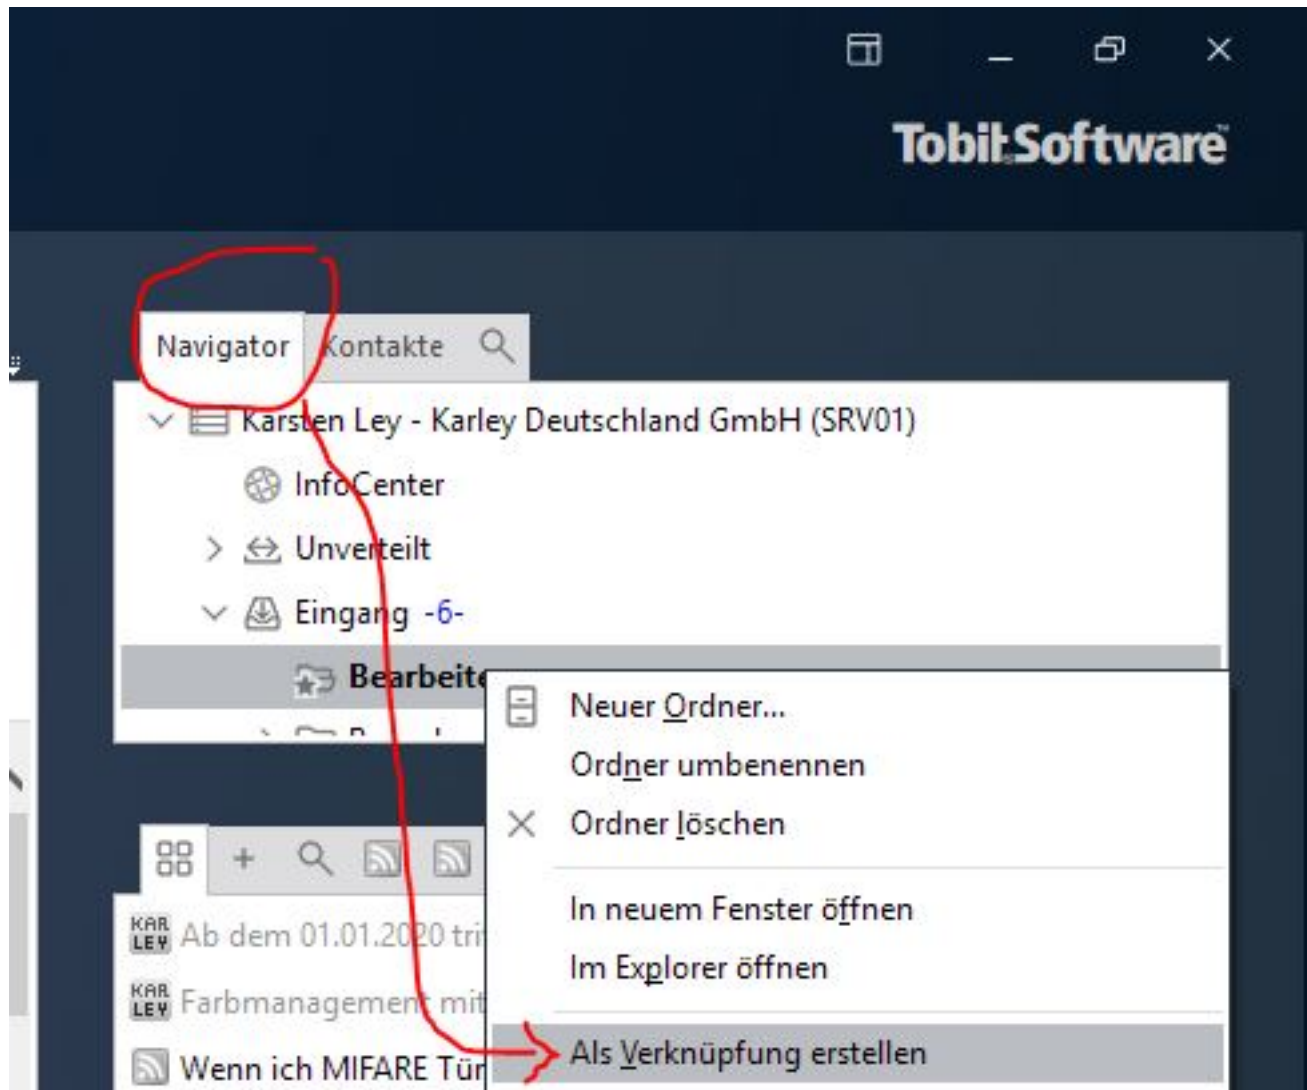 Tobit.Software
Navigator Kontakte
Karsten Ley - Karley Deutschland GmbH (SRV01)
InfoCenter
Unverteilt
Eingang -6-
Bearbeite
Neuer Ordner...
Ordner umbenennen
Ordner löschen
In neuem Fenster öffnen
KAR LEY Ab dem 01.01.2020 tri
Im Explorer öffnen
KAR LEY Farbmanagement mit
Als Verknüpfung erstellen
Wenn ich MIFARE Tür